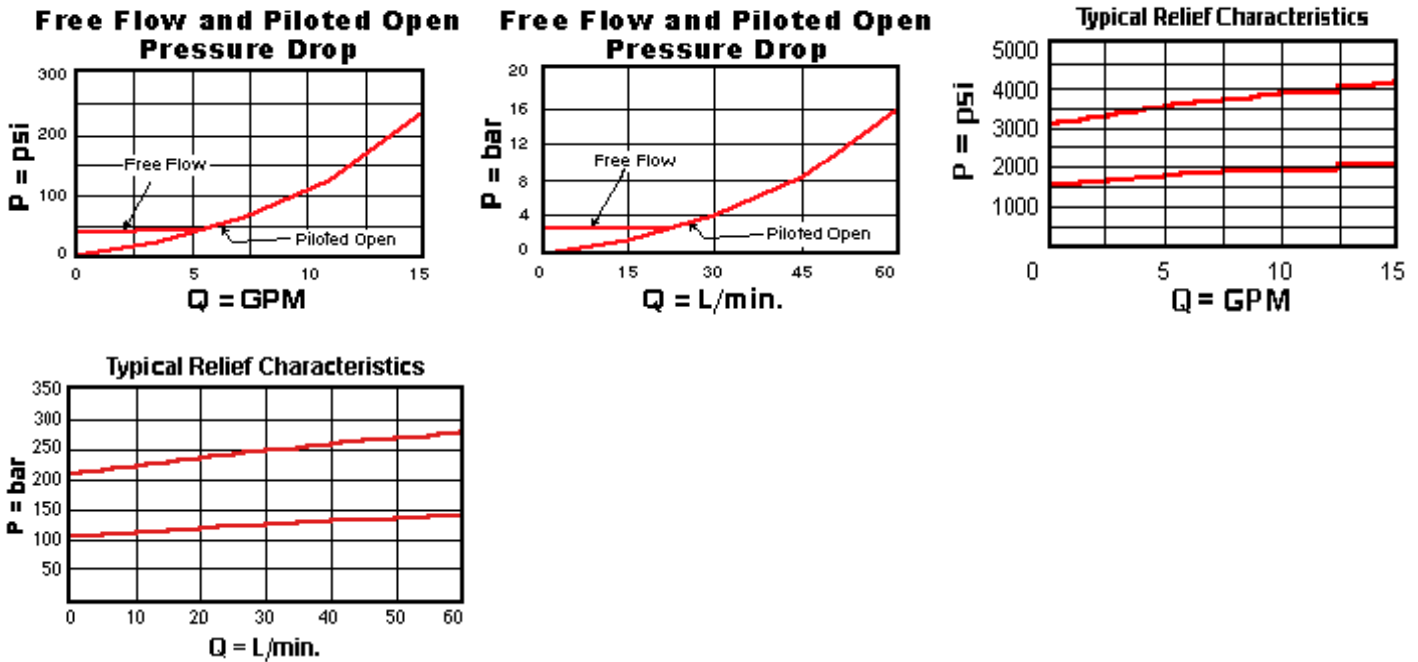 Free Flow and Piloted Open
Pressure Drop
300
200
100
0
P = psi
Free Flow
Piloted Open
0 5 10 15
Q = GPM
Free Flow and Piloted Open
Pressure Drop
20
16
12
8
4
0
P = bar
Free Flow
Piloted Open
0 15 30 45 60
Q = L/min.
Typical Relief Characteristics
5000
4000
3000
2000
1000
P = psi
0 5 10 15
Q = GPM
Typical Relief Characteristics
350
300
250
200
150
100
50
P = bar
0 10 20 30 40 50 60
Q = L/min.